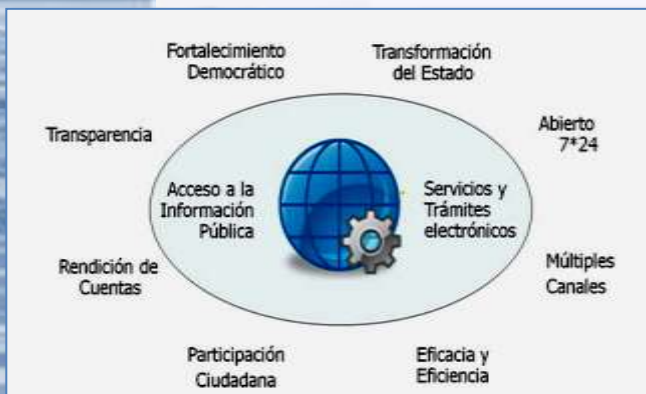 Fortalecimiento
Democrático
Transformación
del Estado
Transparencia
Abierto
7*24
Acceso a la
Información
Pública
Servicios y
Trámites
electrónicos
Rendición de
Cuentas
Múltiples
Canales
Participación
Ciudadana
Eficacia y
Eficiencia